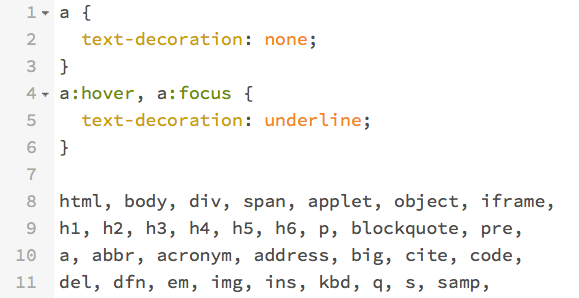 1 a {
2 text-decoration: none;
3 }
4 a:hover, a:focus {
5 text-decoration: underline;
6 }
7
8 html, body, div, span, applet, object, iframe,
9 h1, h2, h3, h4, h5, h6, p, blockquote, pre,
10 a, abbr, acronym, address, big, cite, code,
11 del, dfn, em, img, ins, kbd, q, s, samp,